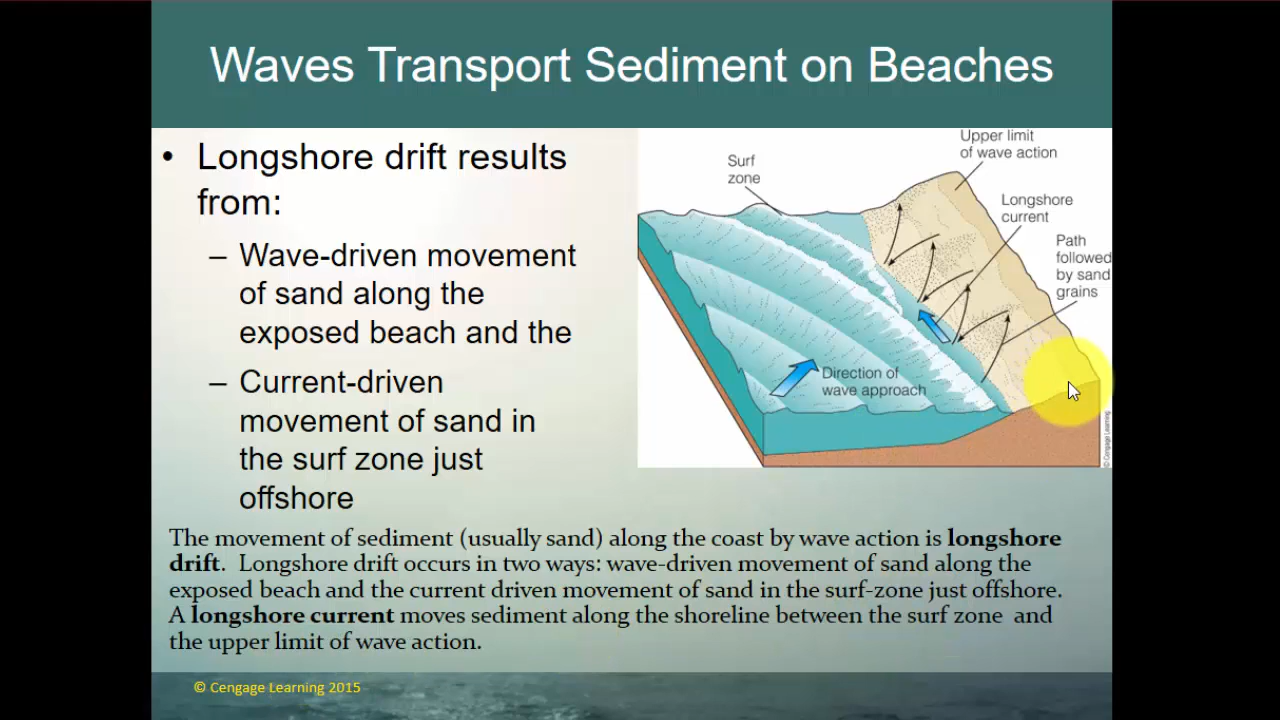 Waves Transport Sediment on Beaches
• Longshore drift results
from:
– Wave-driven movement
of sand along the
exposed beach and the
– Current-driven
movement of sand in
the surf zone just
offshore
Upper limit
of wave action
Surf
zone
Longshore
current
Path
followed
by sand
grains
Direction of
wave approach
© Cengage Learning
The movement of sediment (usually sand) along the coast by wave action is longshore
drift. Longshore drift occurs in two ways: wave-driven movement of sand along the
exposed beach and the current driven movement of sand in the surf-zone just offshore.
A longshore current moves sediment along the shoreline between the surf zone and
the upper limit of wave action.
© Cengage Learning 2015